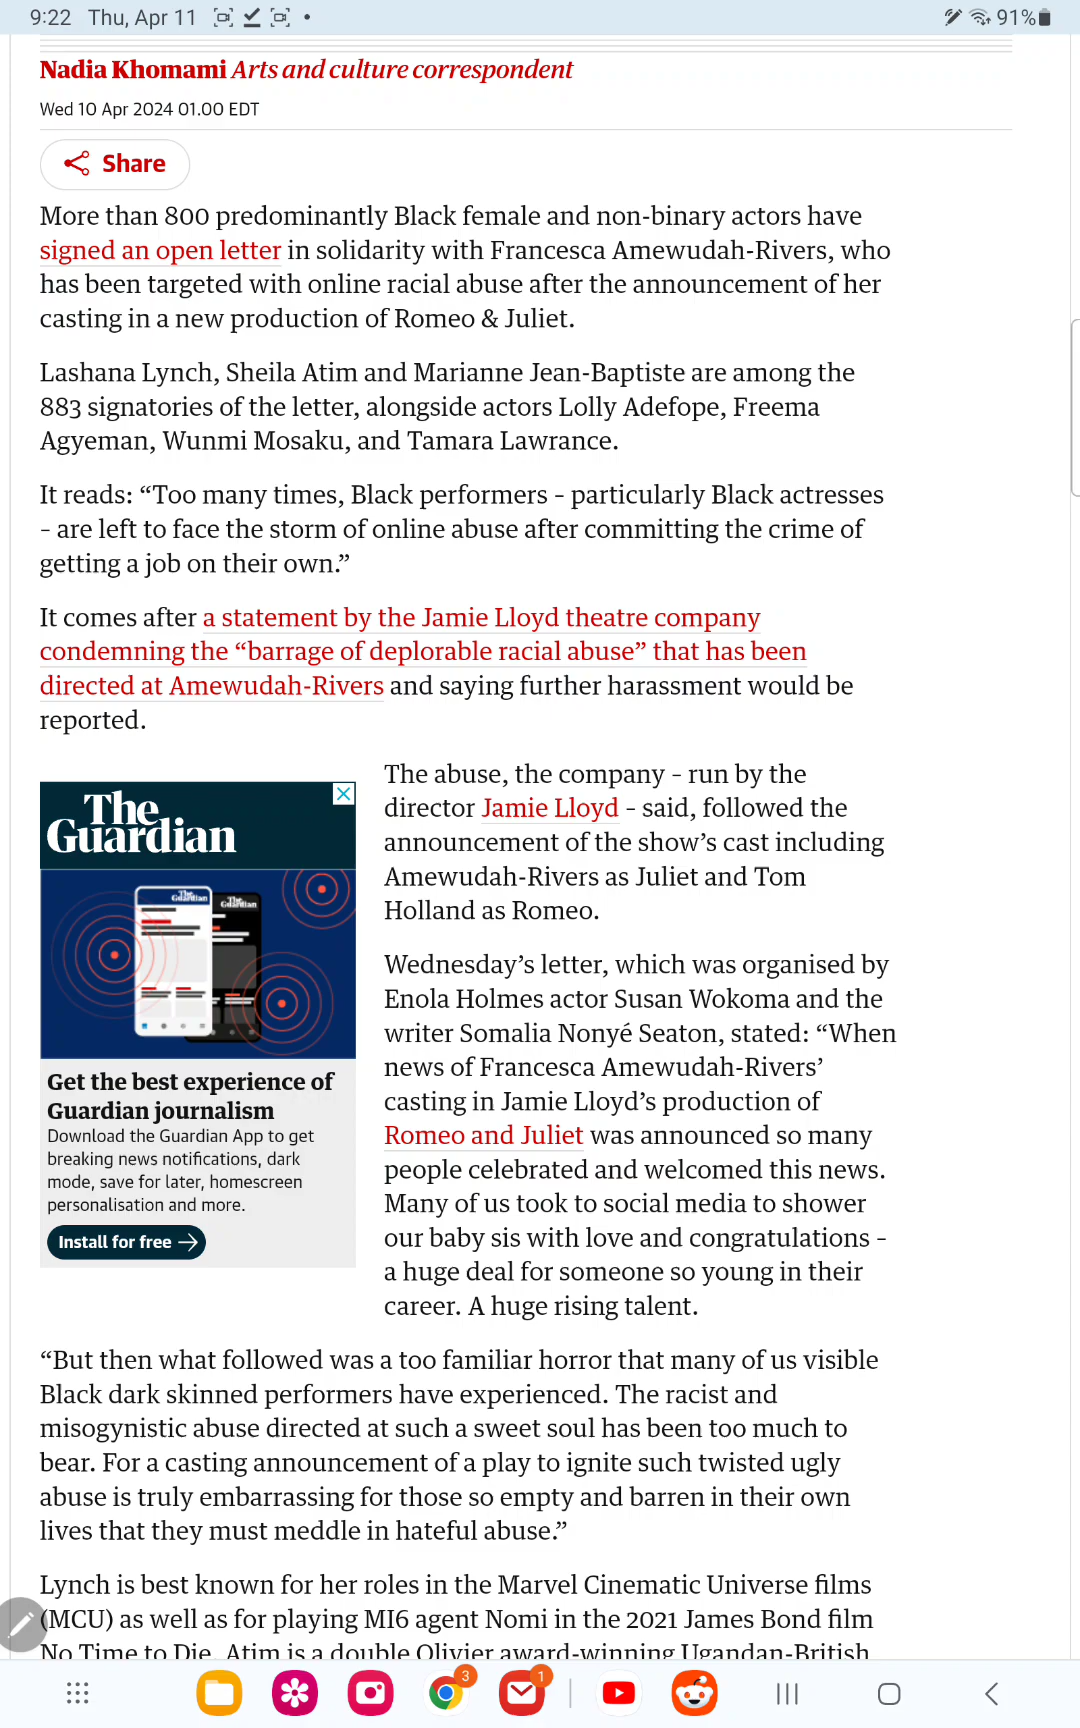 9:22 Thu, Apr 11
91%
Nadia Khomami Arts and culture correspondent
Wed 10 Apr 2024 01.00 EDT
Share
More than 800 predominantly Black female and non-binary actors have
signed an open letter in solidarity with Francesca Amewudah-Rivers, who
has been targeted with online racial abuse after the announcement of her
casting in a new production of Romeo & Juliet.
Lashana Lynch, Sheila Atim and Marianne Jean-Baptiste are among the
883 signatories of the letter, alongside actors Lolly Adefope, Freema
Agyeman, Wunmi Mosaku, and Tamara Lawrance.
It reads: “Too many times, Black performers – particularly Black actresses
– are left to face the storm of online abuse after committing the crime of
getting a job on their own.”
It comes after a statement by the Jamie Lloyd theatre company
condemning the “barrage of deplorable racial abuse” that has been
directed at Amewudah-Rivers and saying further harassment would be
reported.
The
Guardian
The
Guardian
The
Guardian
Get the best experience of
Guardian journalism
Download the Guardian App to get
breaking news notifications, dark
mode, save for later, homescreen
personalisation and more.
Install for free
The abuse, the company – run by the
director Jamie Lloyd – said, followed the
announcement of the show’s cast including
Amewudah-Rivers as Juliet and Tom
Holland as Romeo.
Wednesday’s letter, which was organised by
Enola Holmes actor Susan Wokoma and the
writer Somalia Nonyé Seaton, stated: “When
news of Francesca Amewudah-Rivers’
casting in Jamie Lloyd’s production of
Romeo and Juliet was announced so many
people celebrated and welcomed this news.
Many of us took to social media to shower
our baby sis with love and congratulations –
a huge deal for someone so young in their
career. A huge rising talent.
“But then what followed was a too familiar horror that many of us visible
Black dark skinned performers have experienced. The racist and
misogynistic abuse directed at such a sweet soul has been too much to
bear. For a casting announcement of a play to ignite such twisted ugly
abuse is truly embarrassing for those so empty and barren in their own
lives that they must meddle in hateful abuse.”
Lynch is best known for her roles in the Marvel Cinematic Universe films
(MCU) as well as for playing MI6 agent Nomi in the 2021 James Bond film
No Time to Die. Atim is a double Olivier award-winning Ugandan-British
3
1